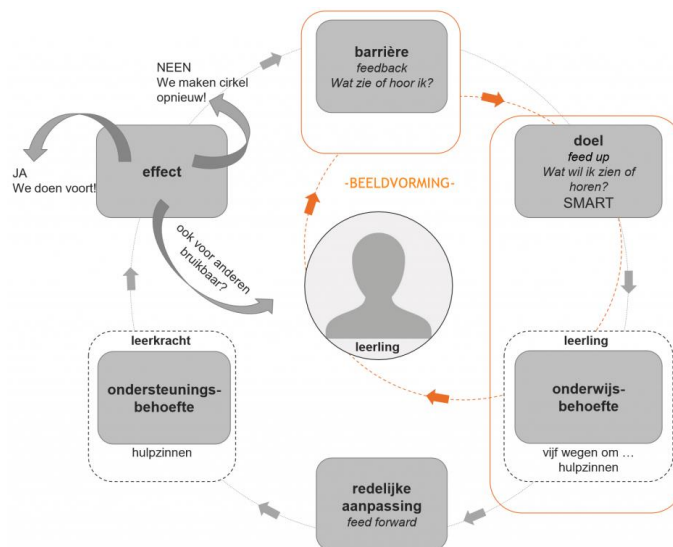 barrière
feedback
Wat zie of hoor ik?
NEEN
We maken cirkel
opnieuw!
doel
feed up
Wat wil ik zien of
horen?
SMART
JA
We doen voort!
effect
-BEELDVORMING-
ook voor anderen
bruikbaar?
leerling
leerkracht
ondersteunings-
behoefte
hulpzinnen
leerling
onderwijs-
behoefte
vijf wegen om ...
hulpzinnen
redelijke
aanpassing
feed forward